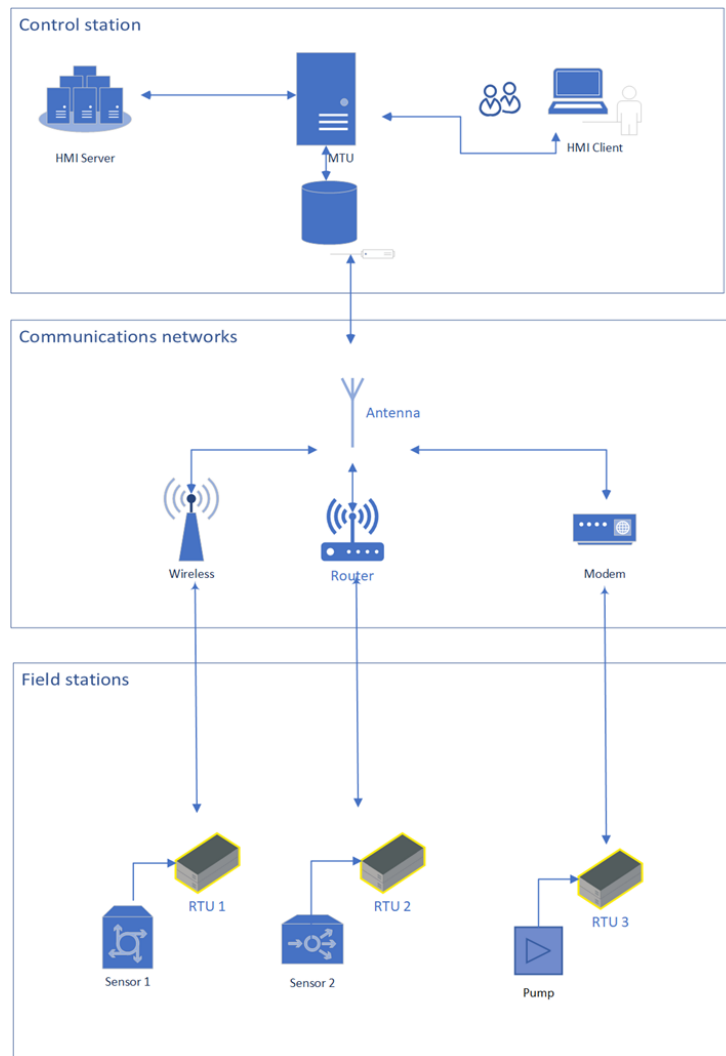 Control station
HMI Server
MTU
HMI Client
Communications networks
Antenna
Wireless
Router
Modem
Field stations
RTU 1
RTU 2
RTU 3
Sensor 1
Sensor 2
Pump